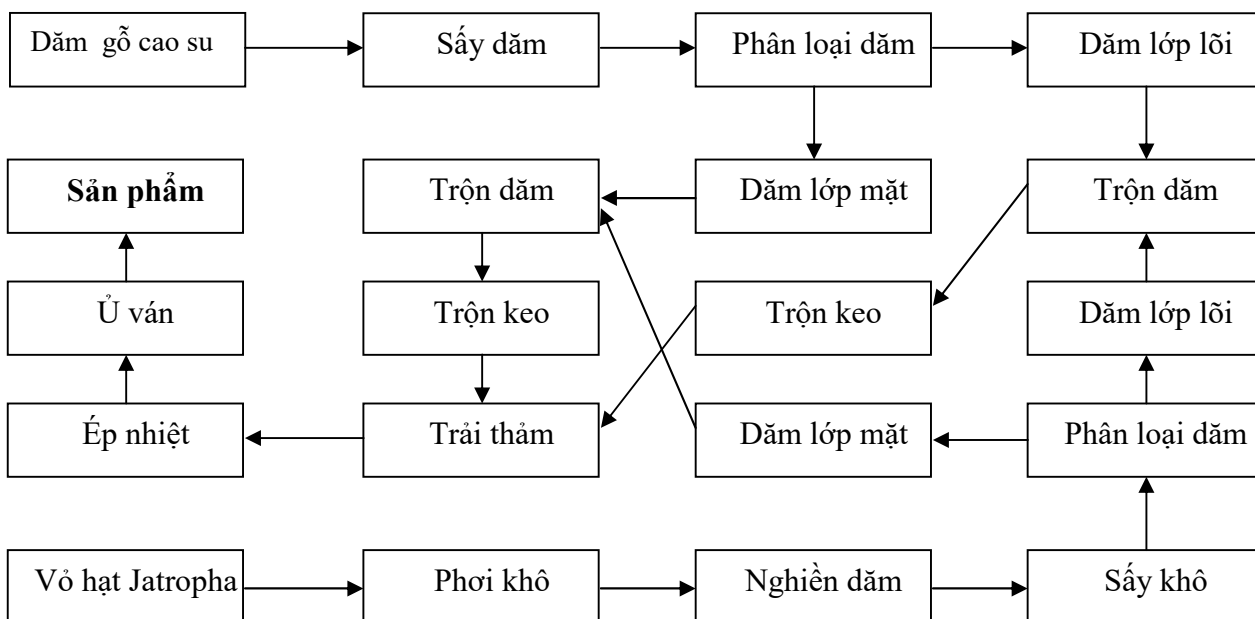 Dăm gỗ cao su
Sấy dăm
Phân loại dăm
Dăm lớp lõi
Sản phẩm
Trộn dăm
Dăm lớp mặt
Trộn dăm
Ủ ván
Trộn keo
Trộn keo
Dăm lớp lõi
Ép nhiệt
Trải thảm
Dăm lớp mặt
Phân loại dăm
Vỏ hạt Jatropha
Phơi khô
Nghiền dăm
Sấy khô